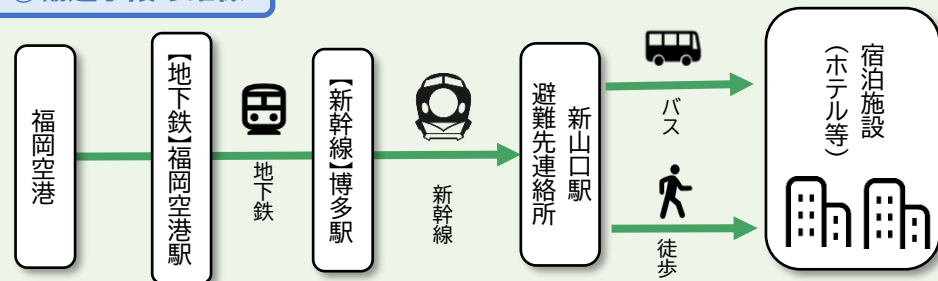 福岡空港
【地下鉄】福岡空港駅
地下鉄
【新幹線】博多駅
新幹線
新山口駅
避難先連絡所
バス
徒歩
宿泊施設
(ホテル等)